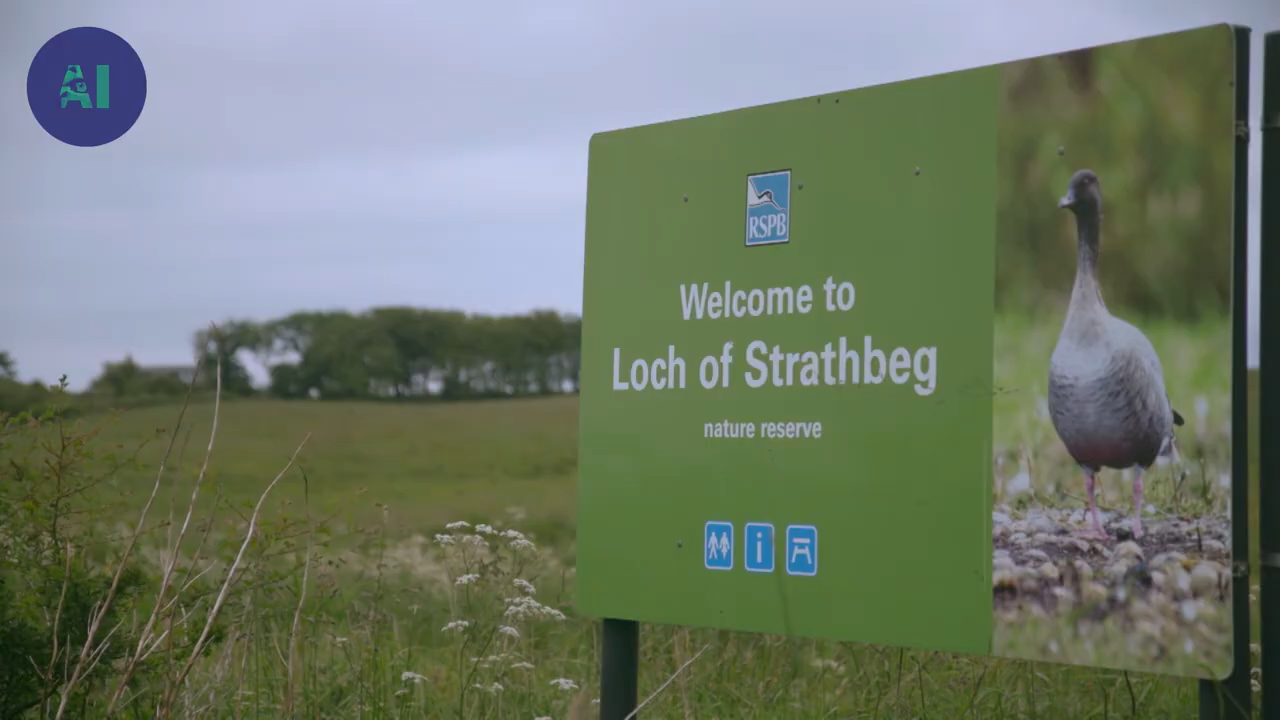 AI
RSPB
Welcome to
Loch of Strathbeg
nature reserve
i